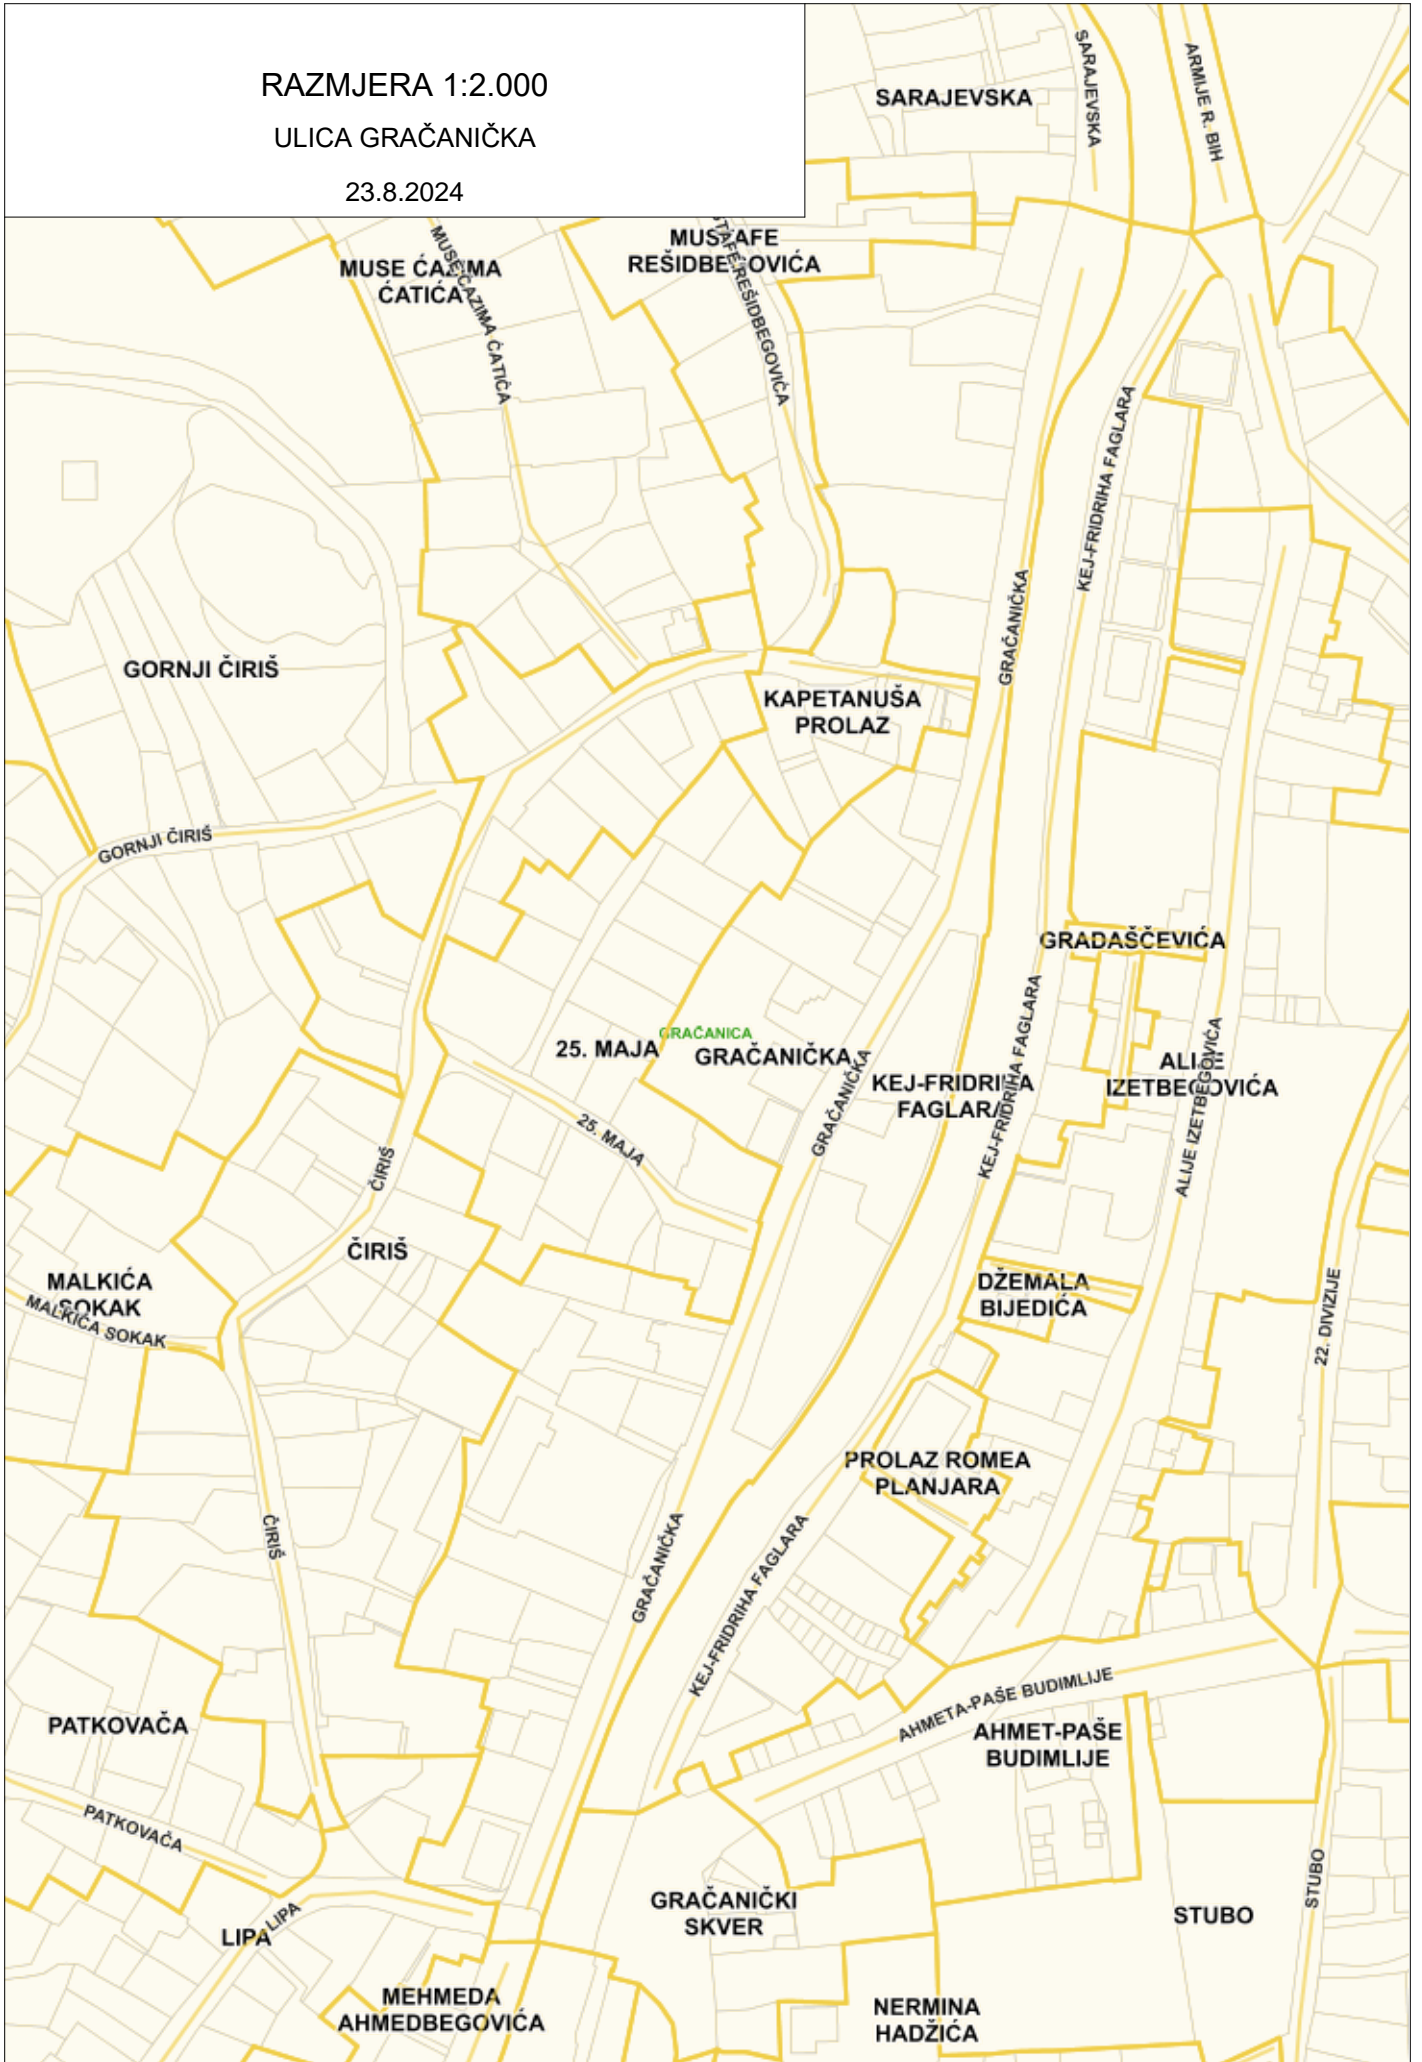 RAZMJERA 1:2.000
ULICA GRAČANIČKA
23.8.2024
SARAJEVSKA
SARAJEVSKA
ARMIJE R. BIH
MUSTAFE
REŠIDBEGOVIĆA
STAFE REŠIDBEGOVIĆA
MUSE ĆAZIMA
ĆATIĆA
MUSE ĆAZIMA ĆATIĆA
KEJ-FRIDRIHA FAGLARA
GRAČANIČKA
GORNJI ČIRIŠ
KAPETANUŠA
PROLAZ
GORNJI ČIRIŠ
GRADAŠČEVIĆA
KEJ-FRIDRIHA FAGLARA
GRAČANICA
25. MAJA
GRAČANIČKA
GRAČANIČKA
KEJ-FRIDRIHA
FAGLARA
ALIJE
IZETBEGOVIĆA
ALIJE IZETBEGOVIĆA
25. MAJA
ČIRIŠ
ČIRIŠ
MALKIĆA
SOKAK
MALKIĆA SOKAK
DŽEMALA
BIJEDIĆA
22. DIVIZIJE
PROLAZ ROMEA
PLANJARA
ČIRIŠ
GRAČANIČKA
KEJ-FRIDRIHA FAGLARA
AHMETA-PAŠE BUDIMLIJE
PATKOVAČA
AHMET-PAŠE
BUDIMLIJE
PATKOVAČA
STUBO
GRAČANIČKI
SKVER
STUBO
LIPA
LIPA
MEHMEDA
AHMEDBEGOVIĆA
NERMINA
HADŽIĆA